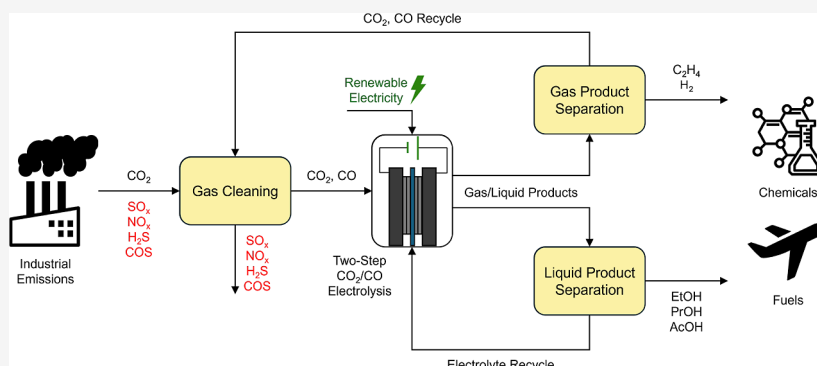 CO₂, CO Recycle
Renewable
Electricity
Gas Product
Separation
C₂H₄
H₂
Chemicals
CO₂
SOₓ
NOₓ
H₂S
COS
Industrial
Emissions
Gas Cleaning
SOₓ
NOₓ
H₂S
COS
CO₂, CO
Two-Step
CO₂/CO
Electrolysis
Gas/Liquid Products
Liquid Product
Separation
EtOH
PrOH
AcOH
Fuels
Electrolyte Recycle